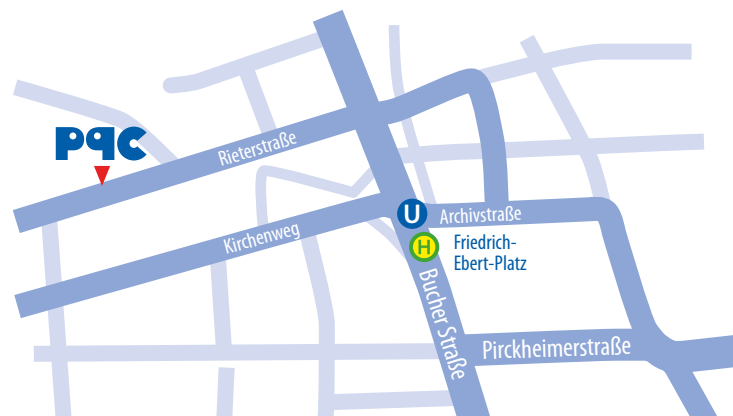 pqc
Rieterstraße
Kirchenweg
U
Archivstraße
H
Friedrich-
Ebert-Platz
Bucher Straße
Pirckheimerstraße